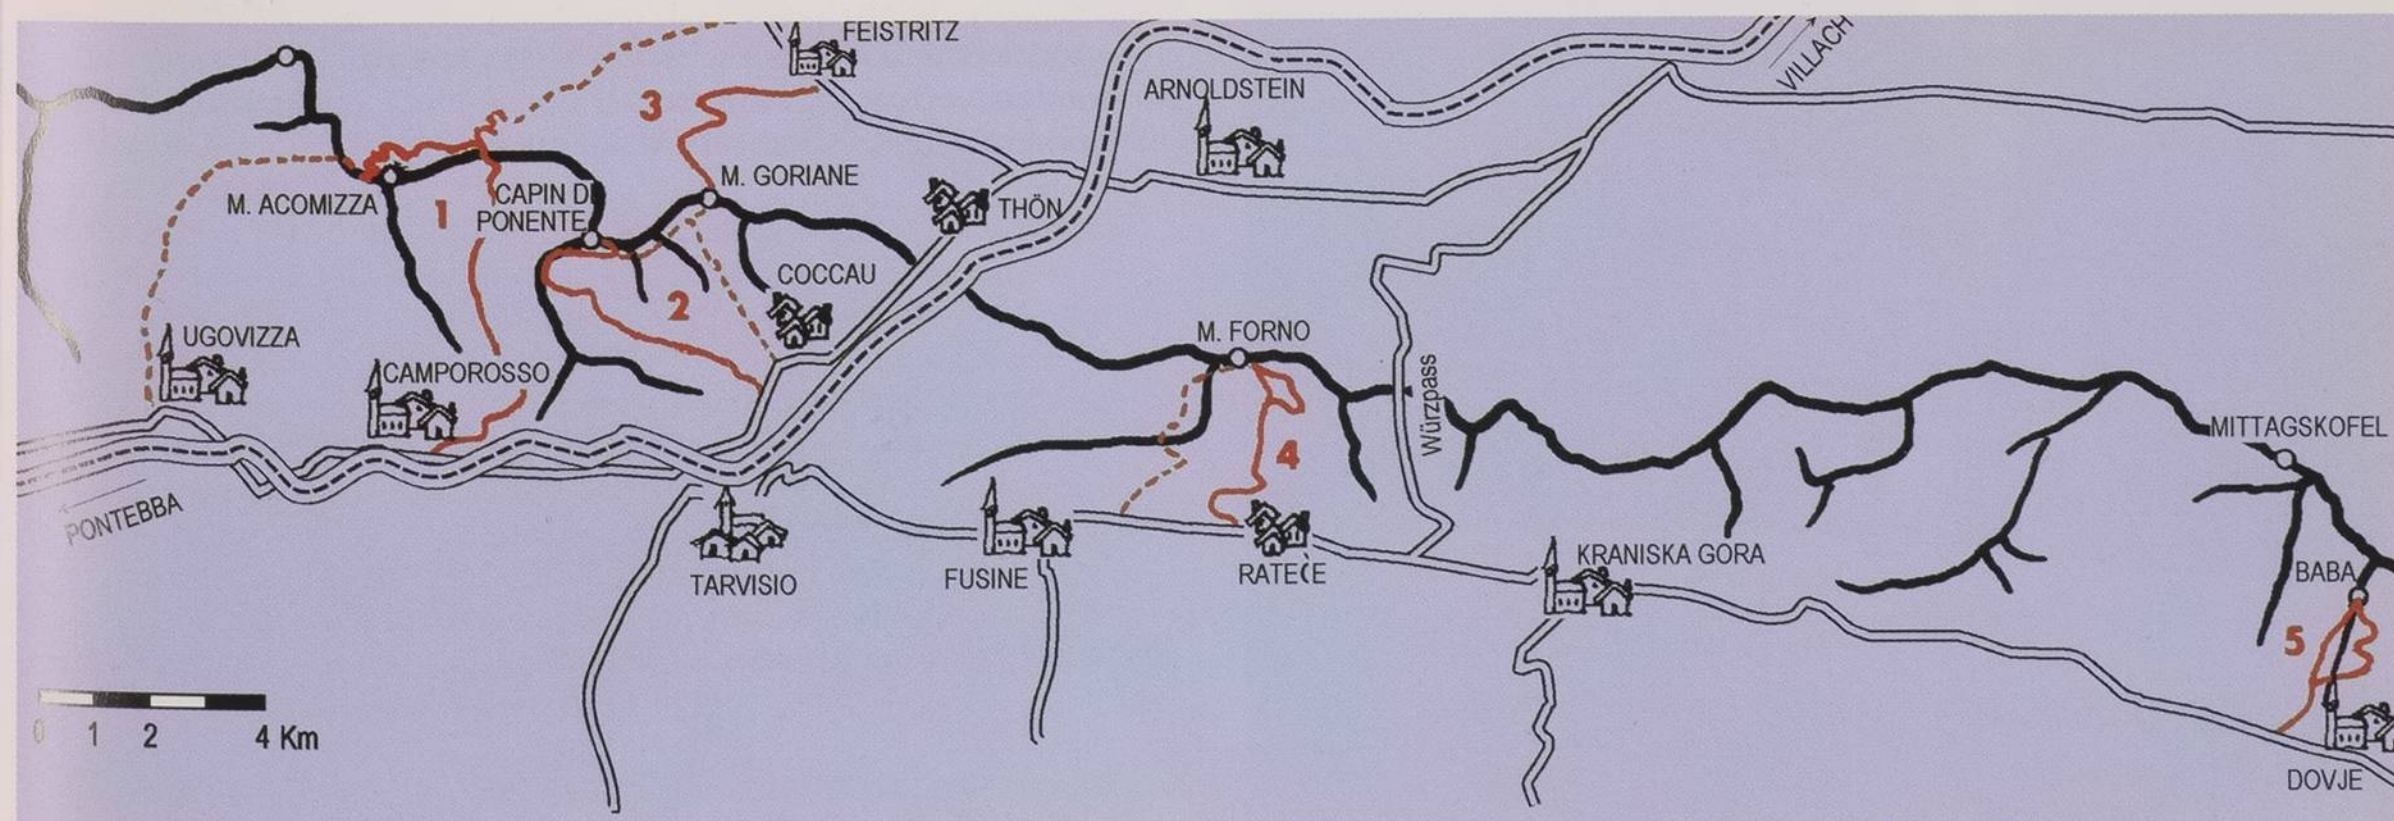 FEISTRITZ
VILLACH
ARNOLDSTEIN
3
M. GORIANE
M. ACOMIZZA
1
CAPIN DI
PONENTE
THÖN
COCCAU
2
UGOVIZZA
M. FORNO
CAMPOROSSO
Würzpass
MITTAGSKOFEL
4
PONTEBBA
KRANISKA GORA
TARVISIO
FUSINE
RATEČE
BABA
5
0 1 2 4 Km
DOVJE